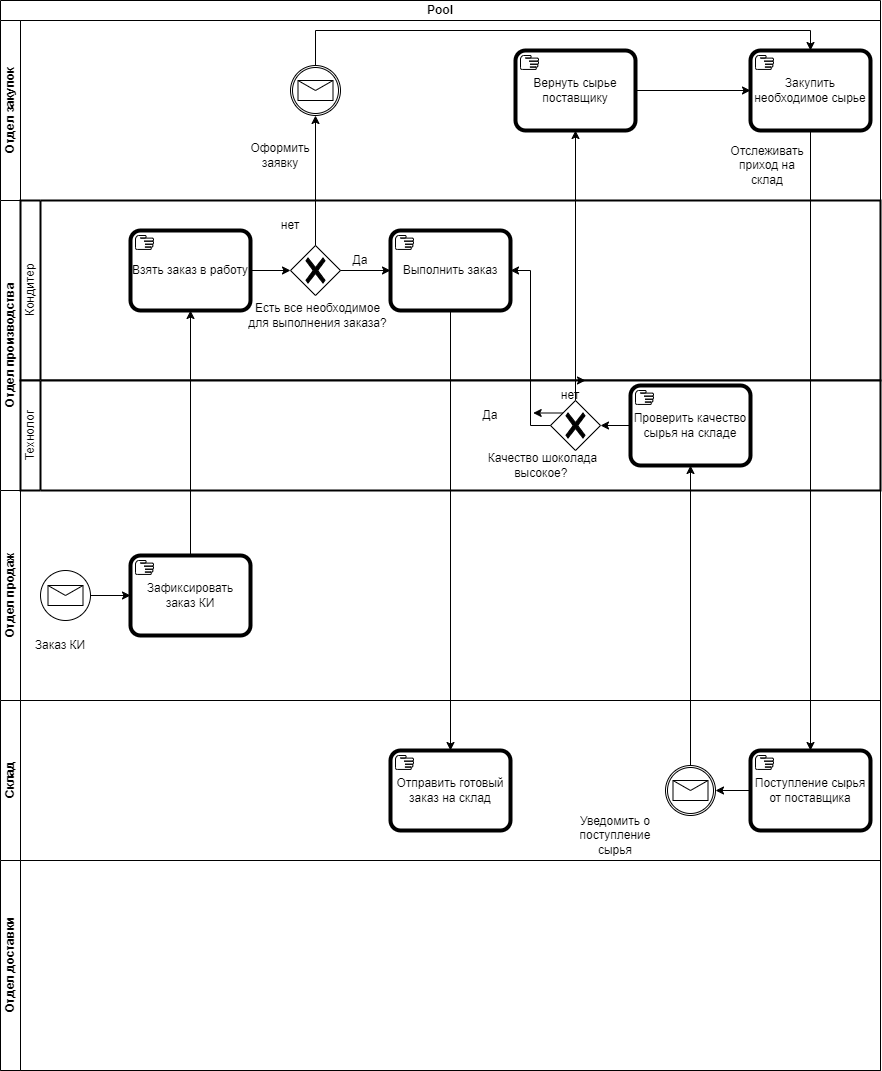 Pool
Отдел закупок
Вернуть сырье
поставщику
Закупить
необходимое сырье
Оформить
заявку
Отслеживать
приход на
склад
Отдел производства
Кондитер
нет
Взять заказ в работу
Да
Выполнить заказ
Есть все необходимое
для выполнения заказа?
Технолог
нет
Да
Проверить качество
сырья на складе
Качество шоколада
высокое?
Отдел продаж
Зафиксировать
заказ КИ
Заказ КИ
Склад
Отправить готовый
заказ на склад
Поступление сырья
от поставщика
Уведомить о
поступление
сырья
Отдел доставки